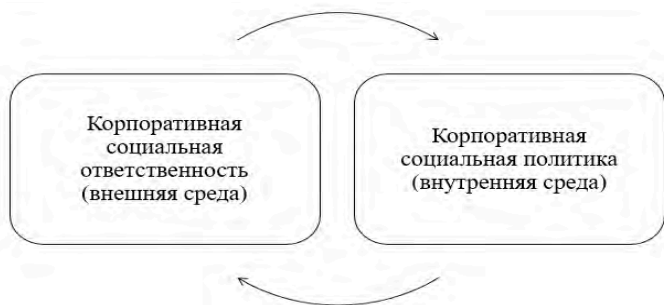 Корпоративная
социальная
ответственность
(внешняя среда)
Корпоративная
социальная политика
(внутренняя среда)